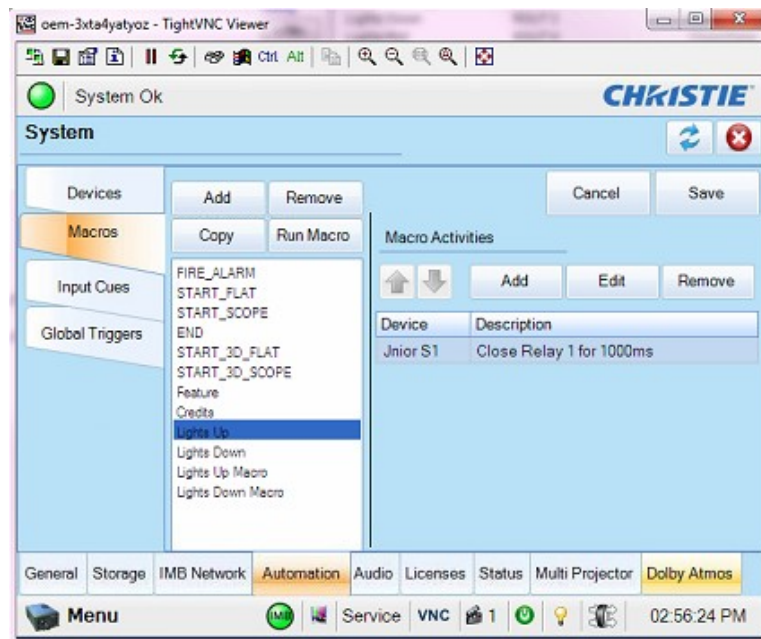 oem-3xta4yatyoz - TightVNC Viewer
Ctrl Alt
System Ok
CHRISTIE
System
Devices
Macros
Input Cues
Global Triggers
Add Remove
Copy Run Macro
FIRE_ALARM
START_FLAT
START_SCOPE
END
START_3D_FLAT
START_3D_SCOPE
Feature
Credits
Lights Up
Lights Down
Lights Up Macro
Lights Down Macro
Cancel Save
Macro Activities
Add Edit Remove
Device Description
Jnior S1 Close Relay 1 for 1000ms
General Storage IMB Network Automation Audio Licenses Status Multi Projector Dolby Atmos
Menu IMB Service VNC 1 02:56:24 PM